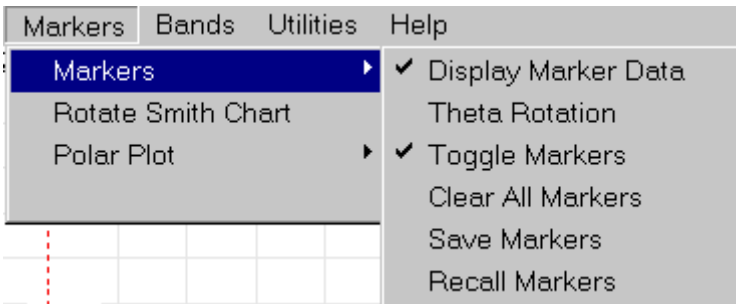 Markers Bands Utilities Help
Markers
Rotate Smith Chart
Polar Plot
Display Marker Data
Theta Rotation
Toggle Markers
Clear All Markers
Save Markers
Recall Markers